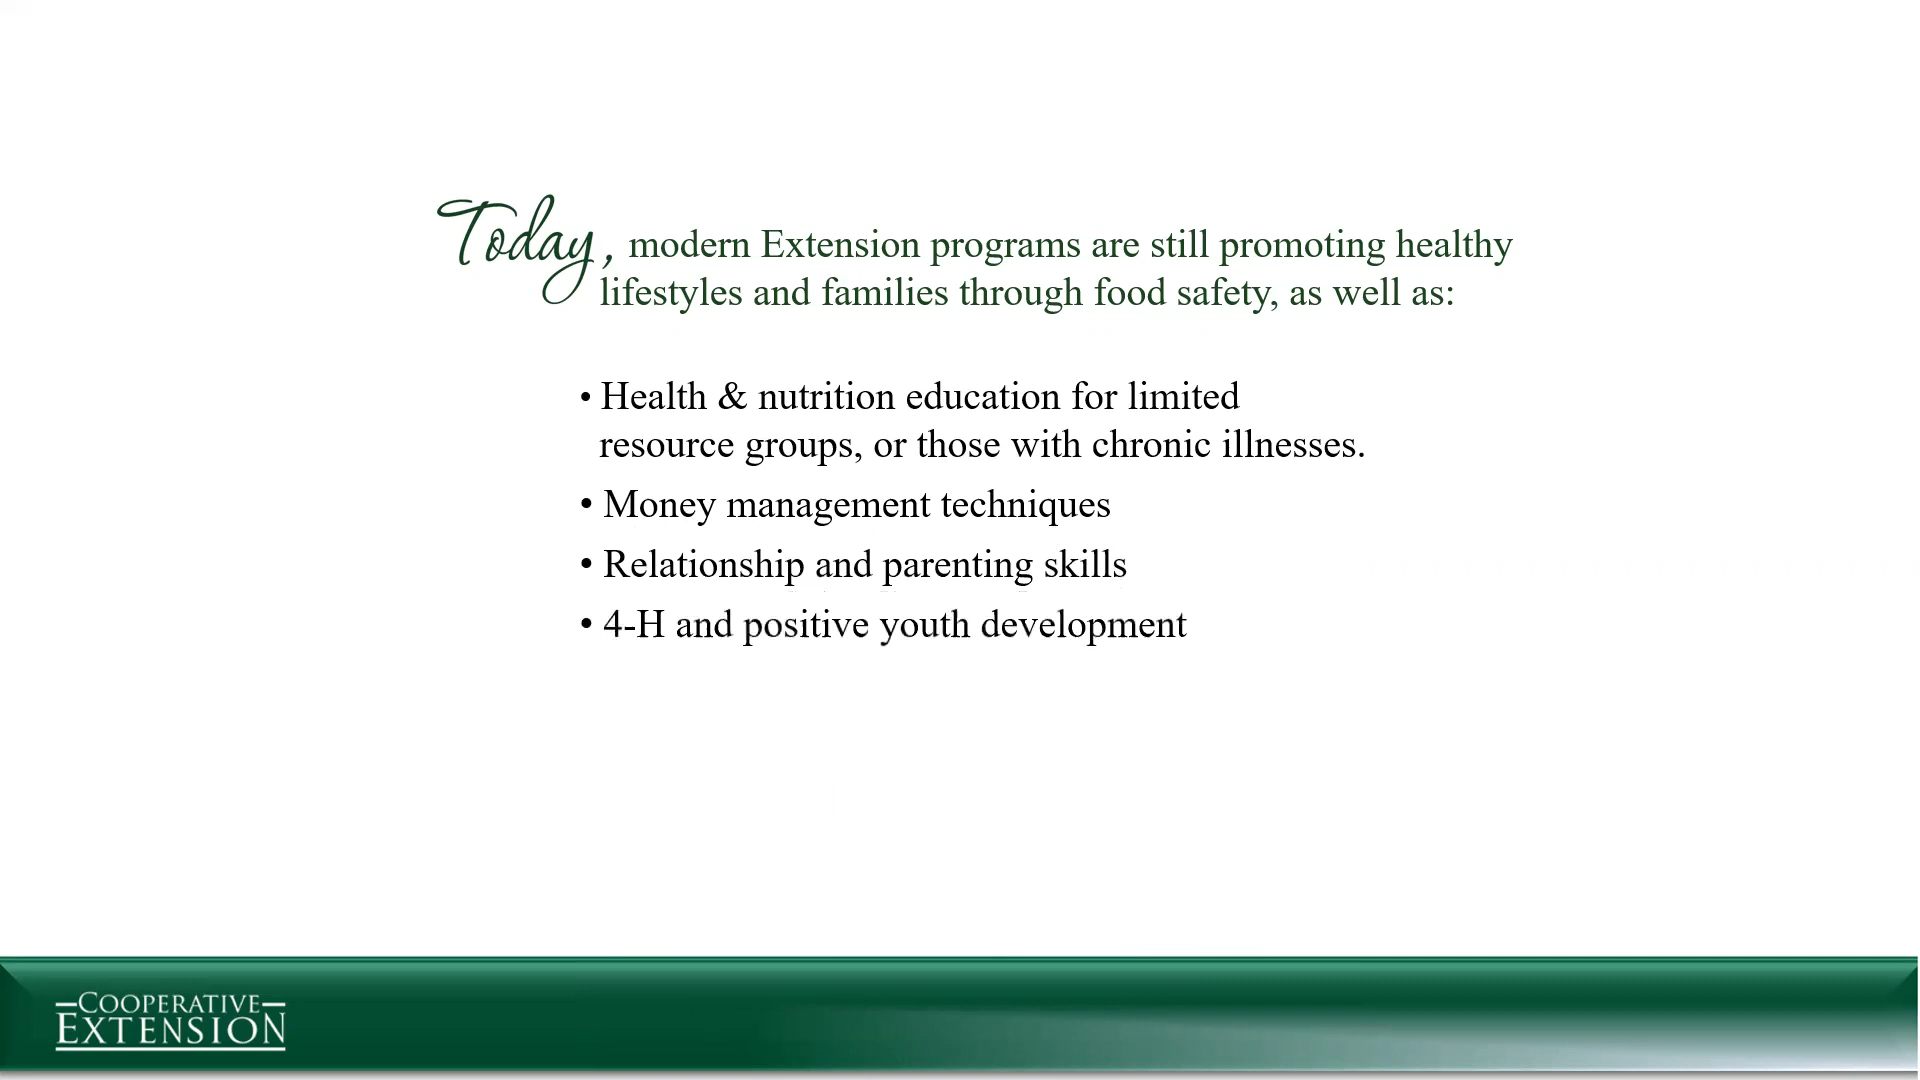 Today, modern Extension programs are still promoting healthy
lifestyles and families through food safety, as well as:
• Health & nutrition education for limited
resource groups, or those with chronic illnesses.
• Money management techniques
• Relationship and parenting skills
• 4-H and positive youth development
COOPERATIVE
EXTENSION